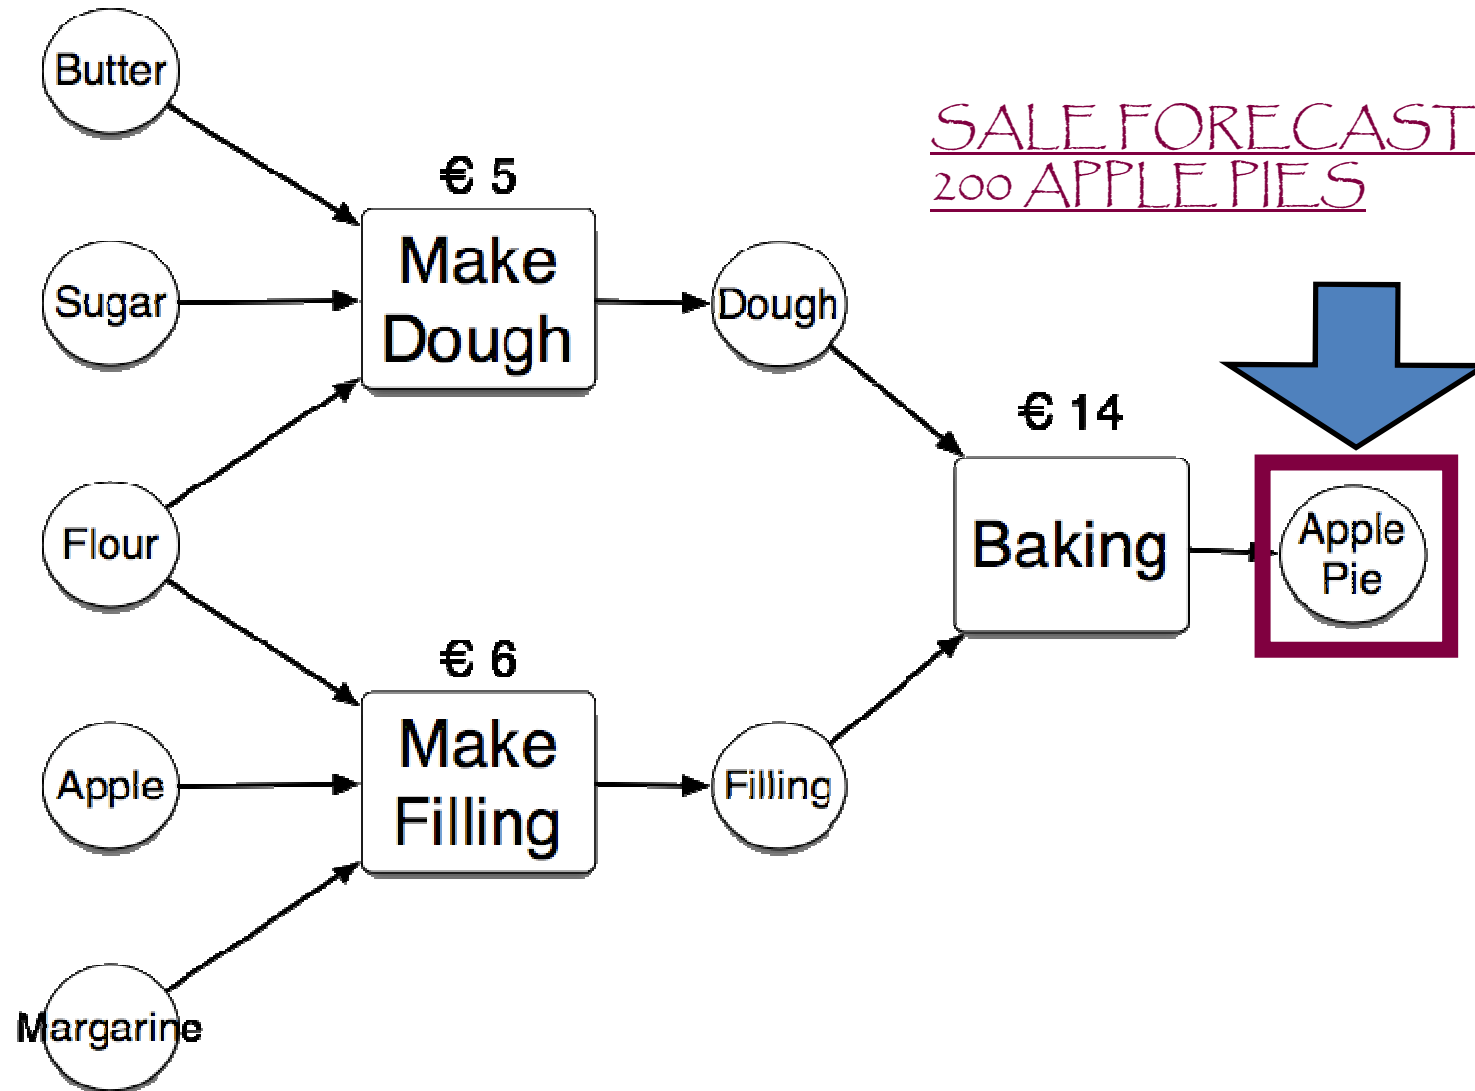 Butter
SALE FORECAST
200 APPLE PIES
€ 5
Make
Dough
Sugar
Dough
€ 14
Flour
Baking
Apple
Pie
€ 6
Make
Filling
Apple
Filling
Margarine